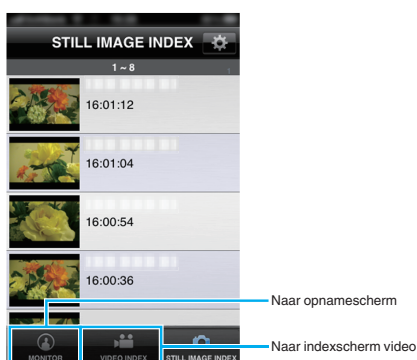 STILL IMAGE INDEX
1 ~ 8
16:01:12
16:01:04
16:00:54
16:00:36
Naar opnamescherm
MONITOR
VIDEO INDEX
STILL IMAGE INDEX
Naar indexscherm video